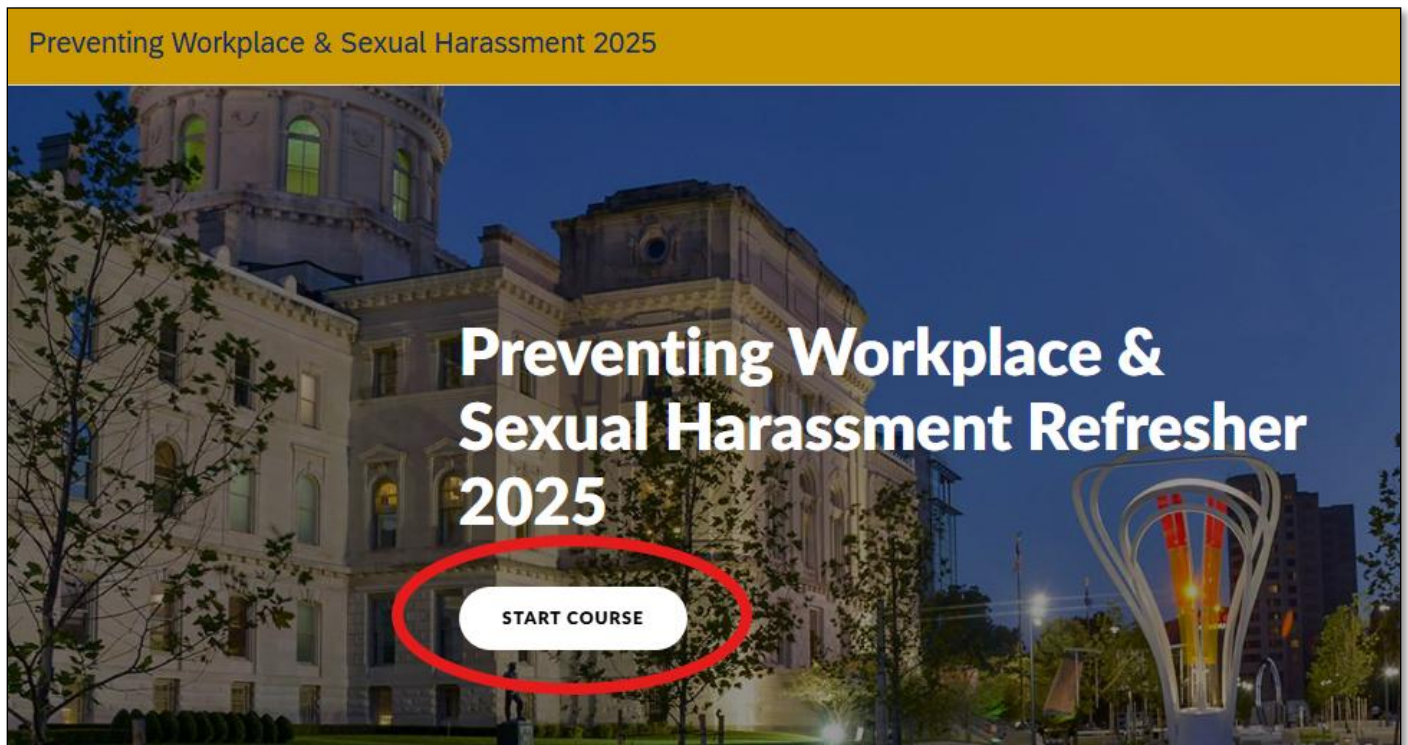 Preventing Workplace & Sexual Harassment 2025
Preventing Workplace &
Sexual Harassment Refresher
2025
START COURSE